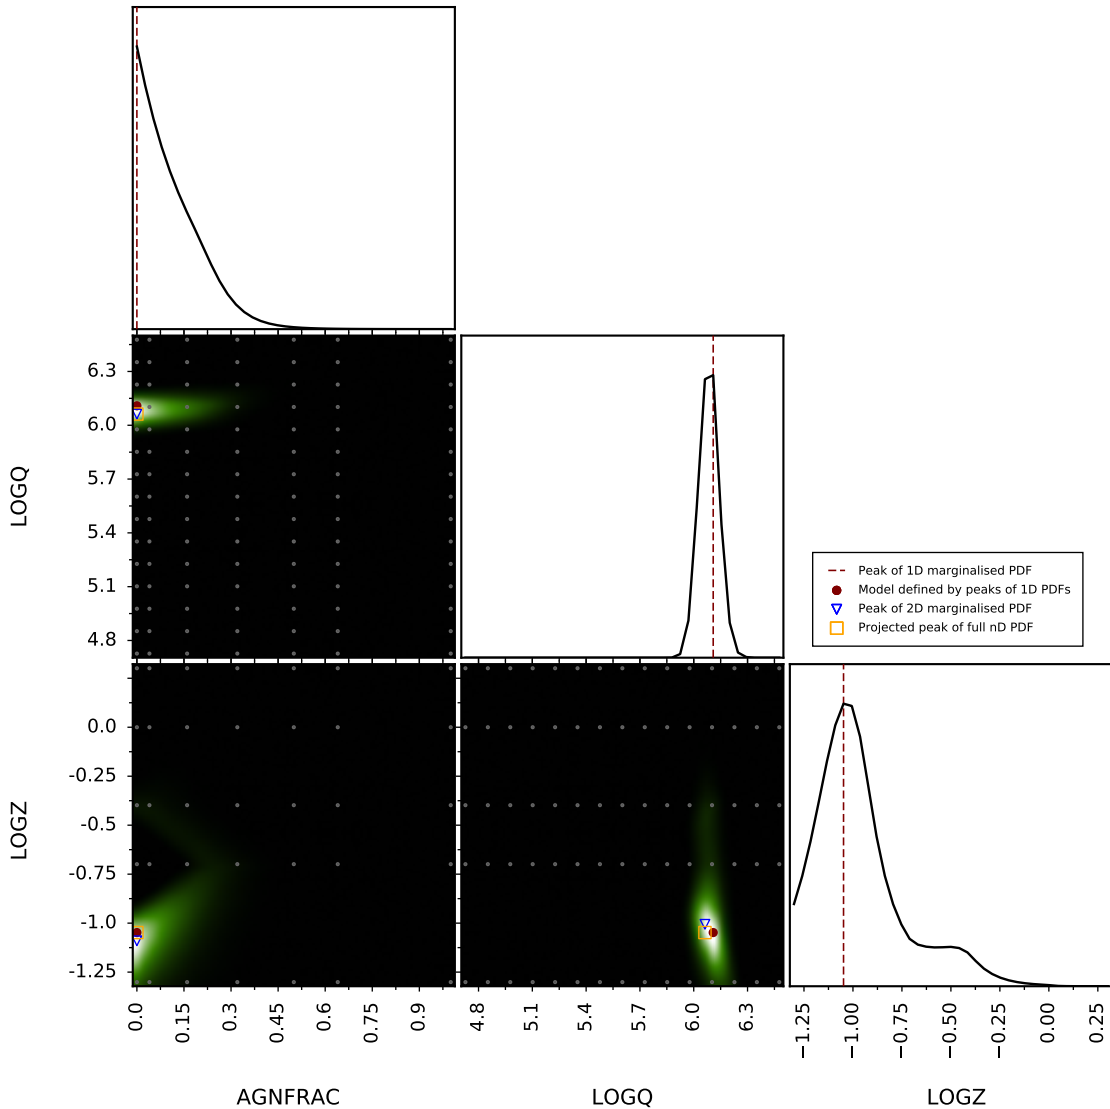 6.3
6.0
5.7
5.4
5.1
4.8
LOGQ
Peak of 1D marginalised PDF
Model defined by peaks of 1D PDFs
Peak of 2D marginalised PDF
Projected peak of full nD PDF
0.0
-0.25
-0.5
-0.75
-1.0
-1.25
LOGZ
0.0 0.15 0.3 0.45 0.6 0.75 0.9
4.8 5.1 5.4 5.7 6.0 6.3
−1.25 −1.00 −0.75 −0.50 −0.25 0.00 0.25
AGNFRAC LOGQ LOGZ